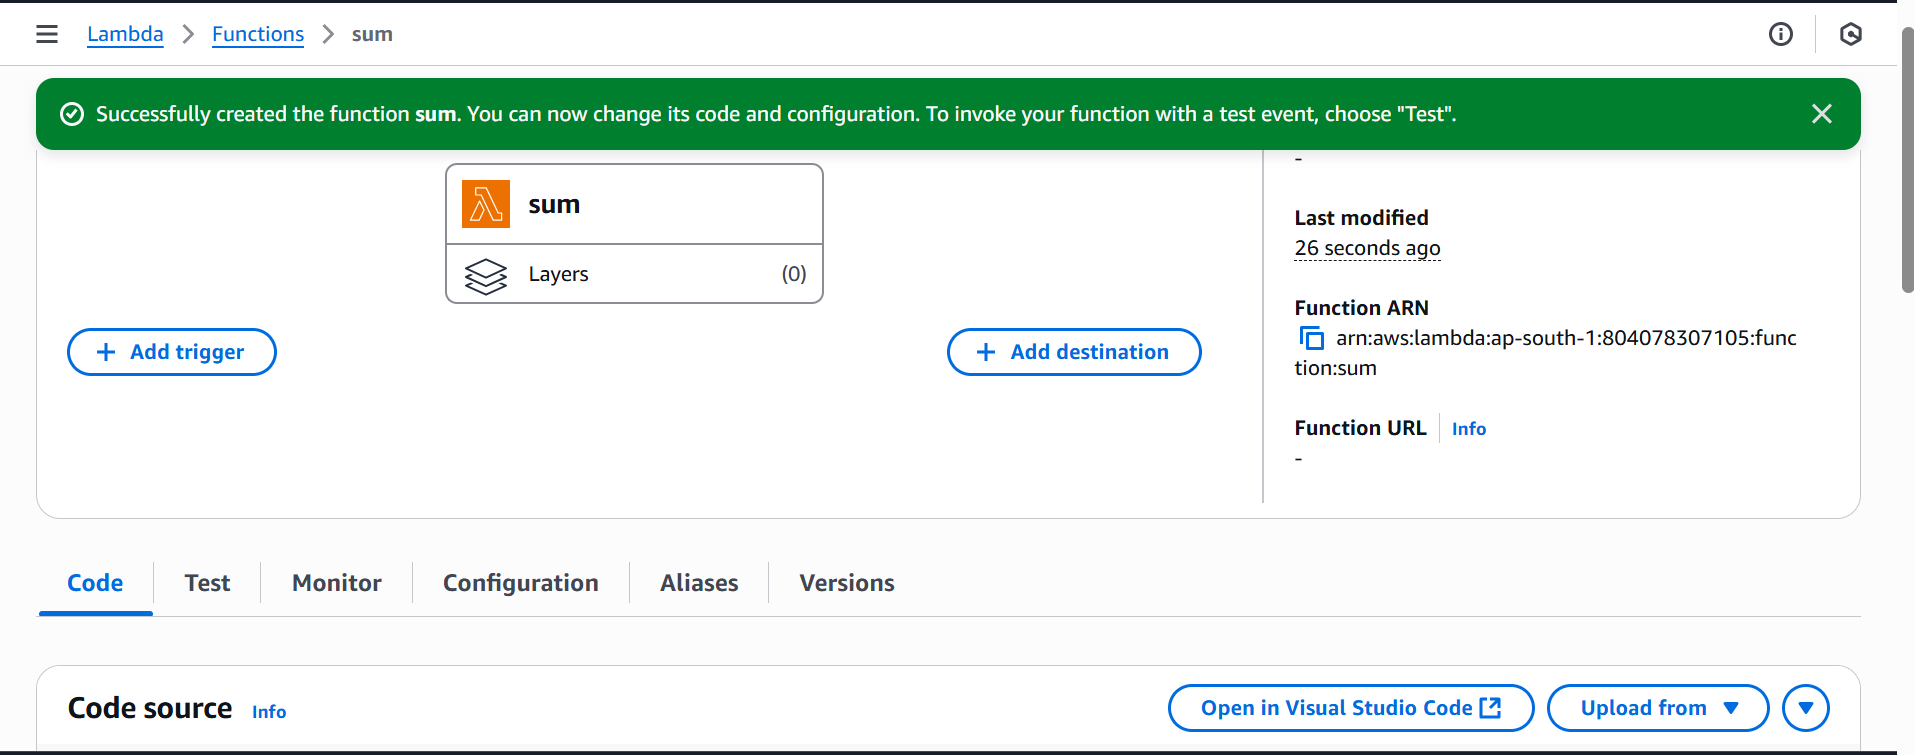 Lambda > Functions > sum
Successfully created the function sum. You can now change its code and configuration. To invoke your function with a test event, choose "Test".
-
sum
Layers (0)
+ Add trigger
+ Add destination
Last modified
26 seconds ago
Function ARN
arn:aws:lambda:ap-south-1:804078307105:func
tion:sum
Function URL Info
-
Code Test Monitor Configuration Aliases Versions
Code source Info
Open in Visual Studio Code
Upload from